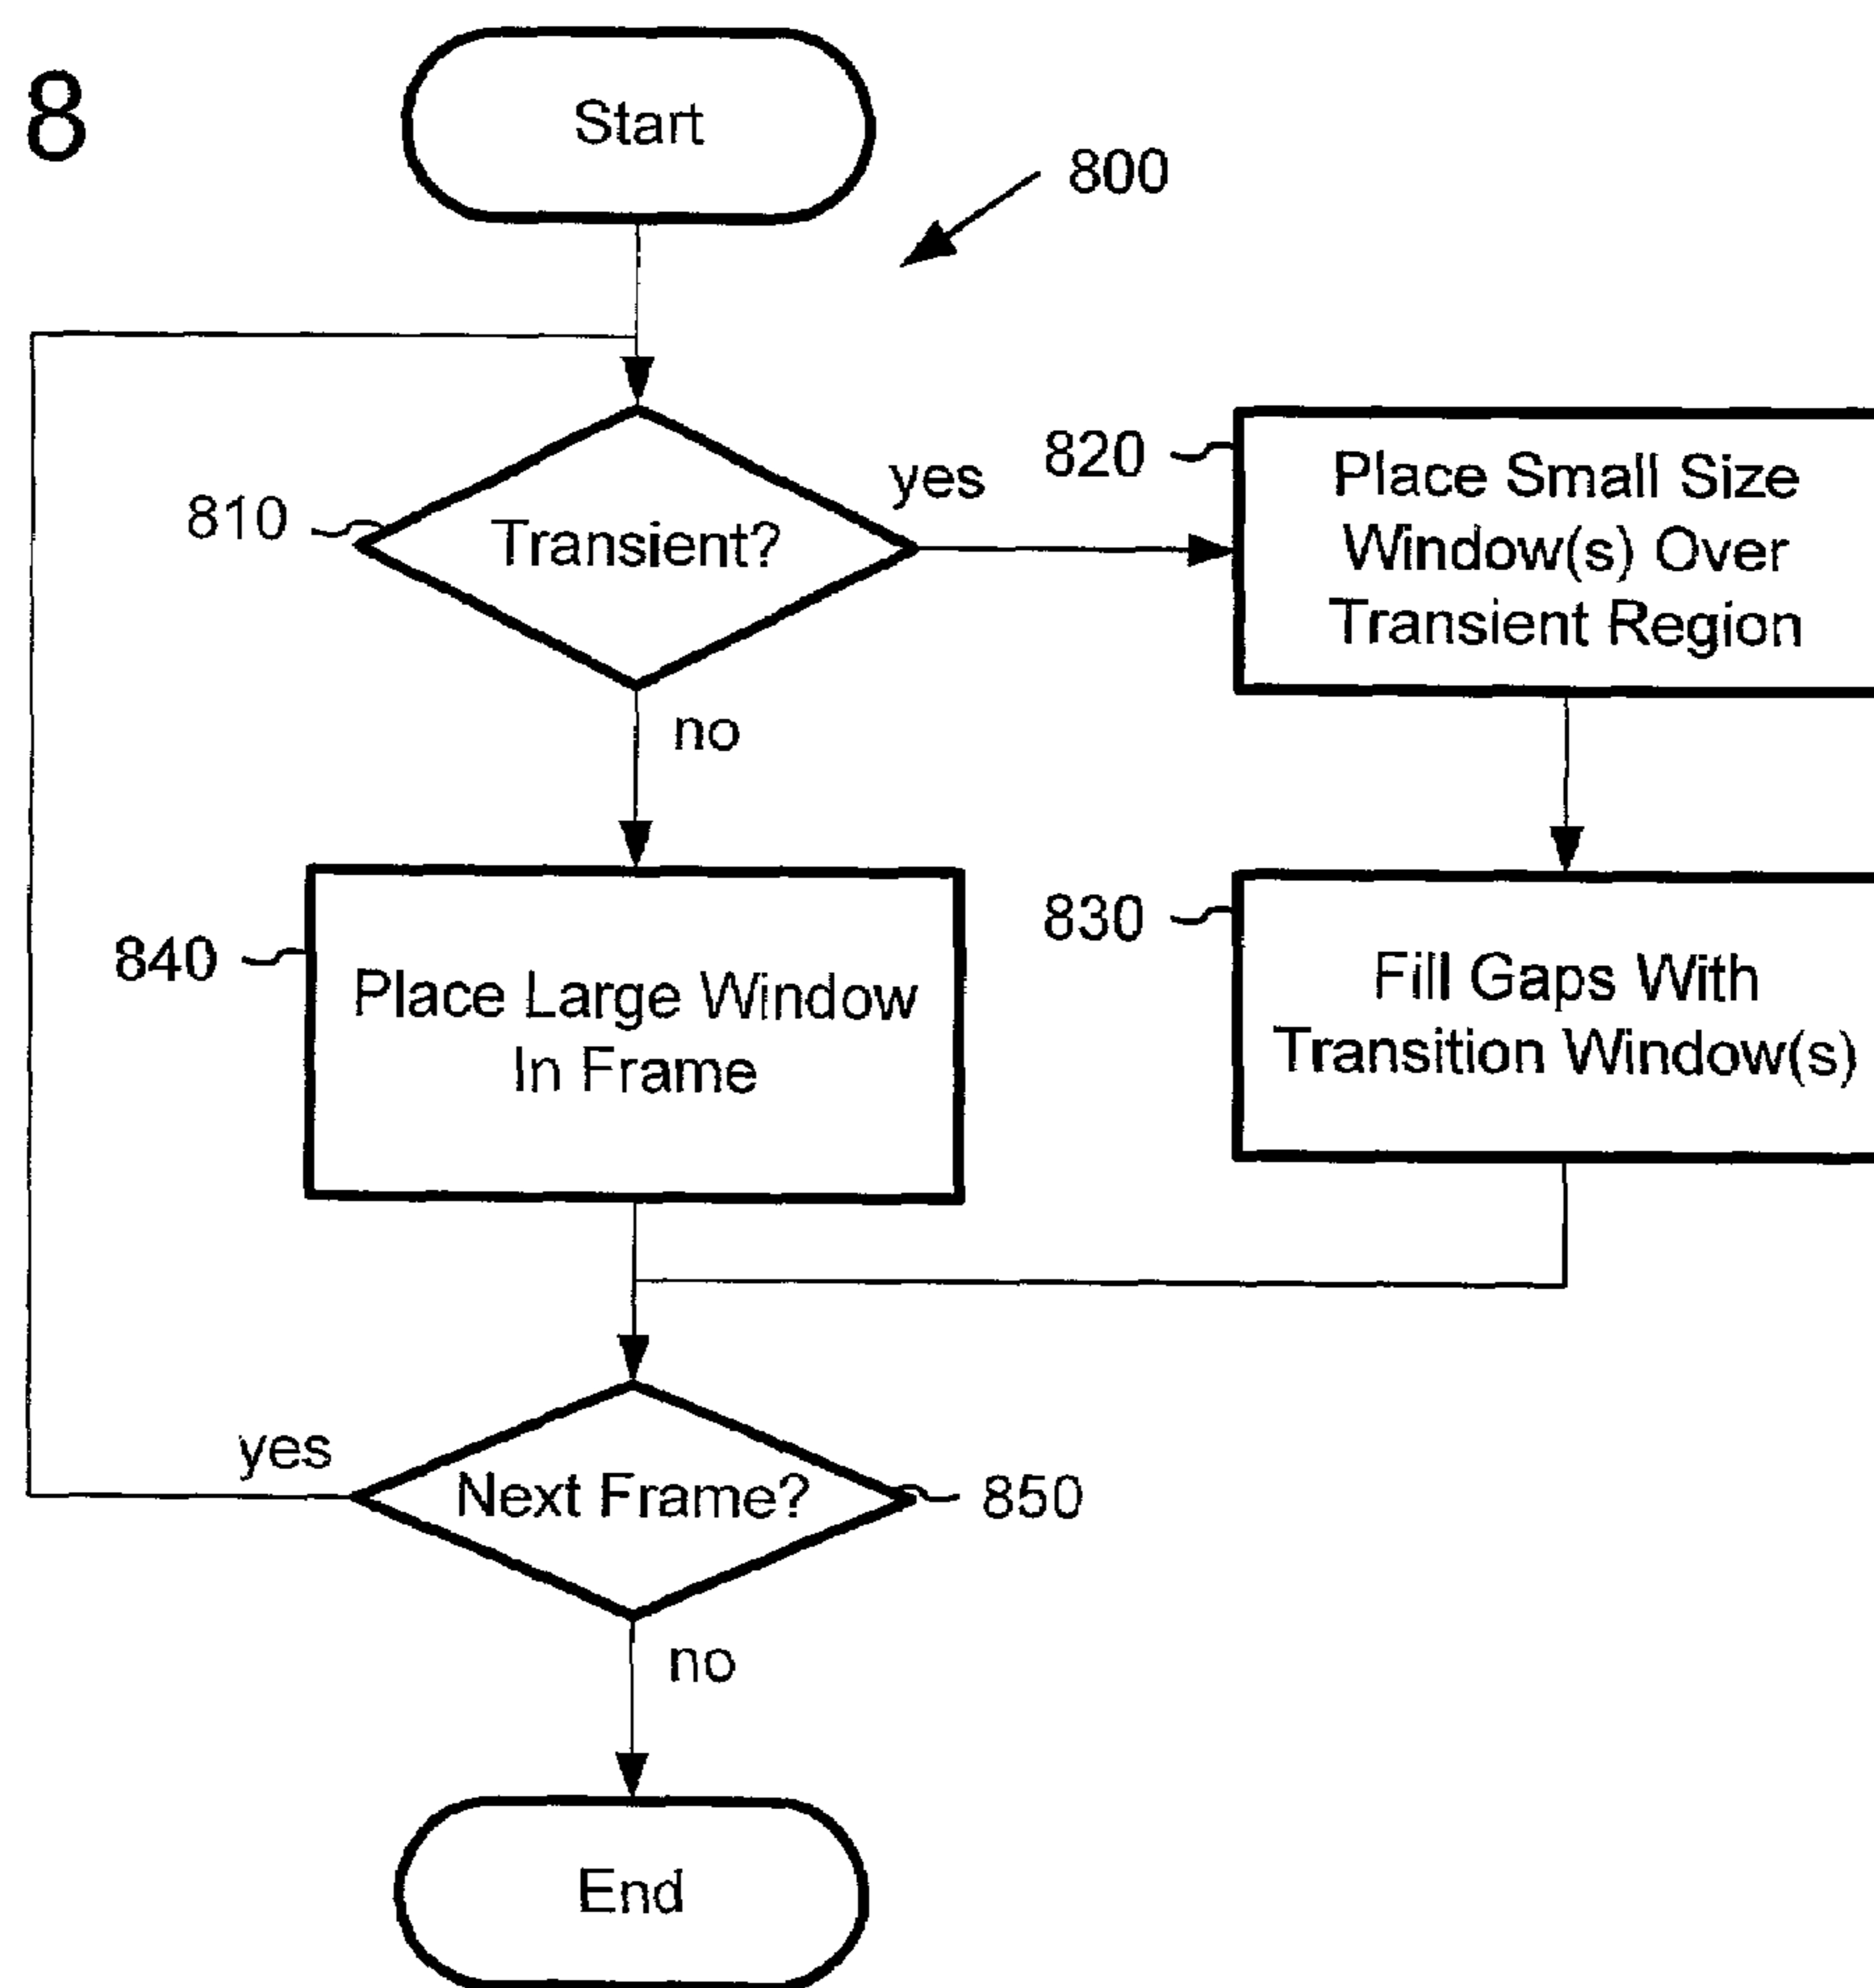 8
Start
800
810
Transient?
yes
820
Place Small Size
Window(s) Over
Transient Region
no
840
Place Large Window
In Frame
830
Fill Gaps With
Transition Window(s)
yes
Next Frame?
850
no
End